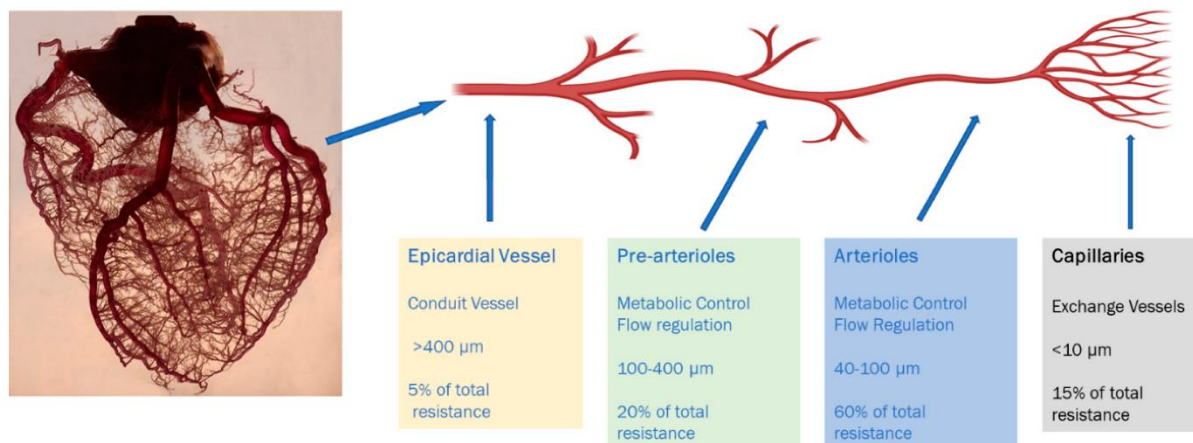 Epicardial Vessel
Conduit Vessel
>400 μm
5% of total
resistance
Pre-arterioles
Metabolic Control
Flow regulation
100-400 μm
20% of total
resistance
Arterioles
Metabolic Control
Flow Regulation
40-100 μm
60% of total
resistance
Capillaries
Exchange Vessels
<10 μm
15% of total
resistance